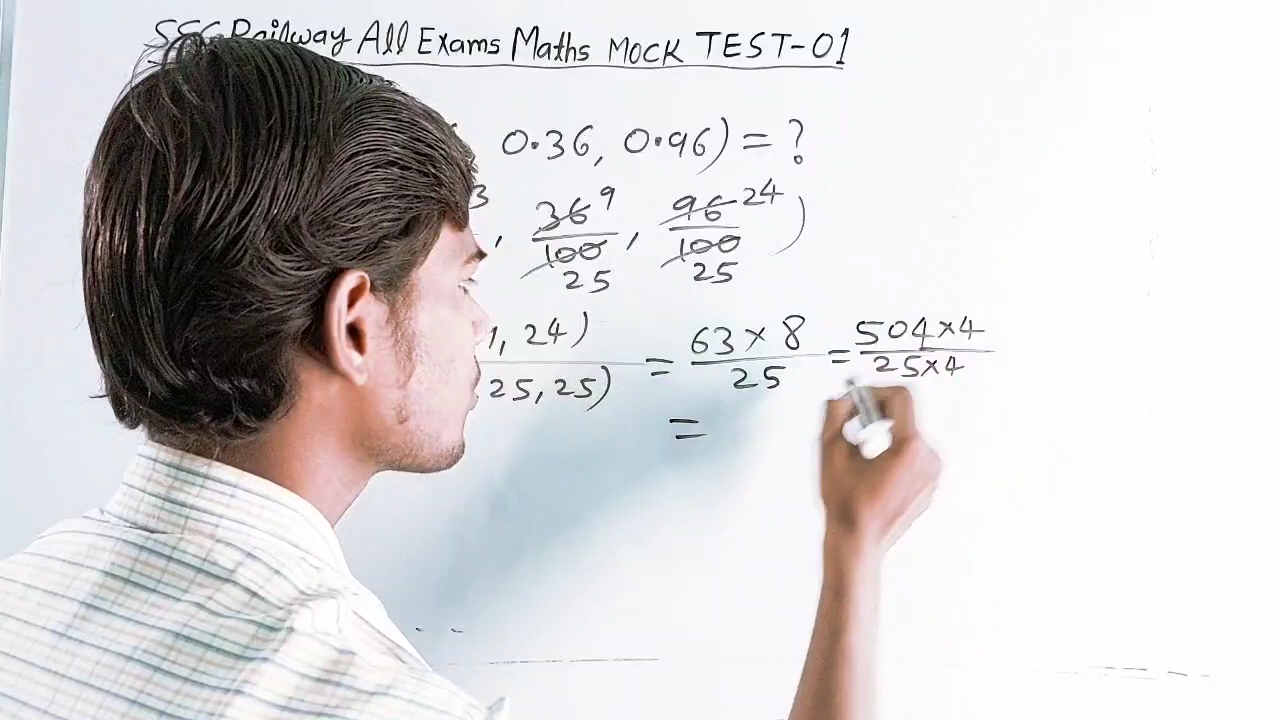 SSC Railway All Exams Maths Mock TEST-01
0.36, 0.96) = ?
3, 36 9/100 25, 96 24/100 25)
, 24) / 25, 25) = 63 × 8 / 25 = 504×4 / 25×4
=